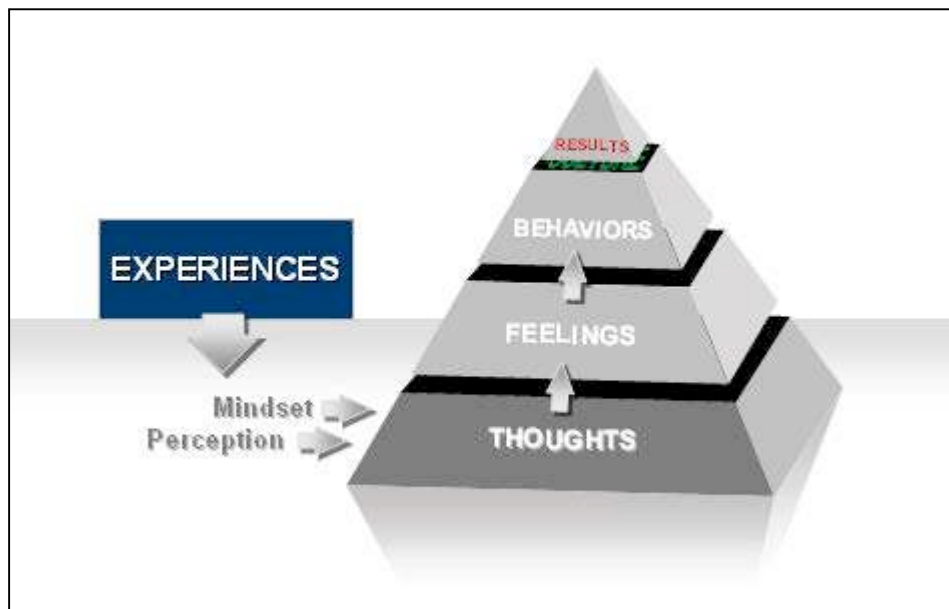 RESULTS
BEHAVIORS
EXPERIENCES
FEELINGS
Mindset
Perception
THOUGHTS